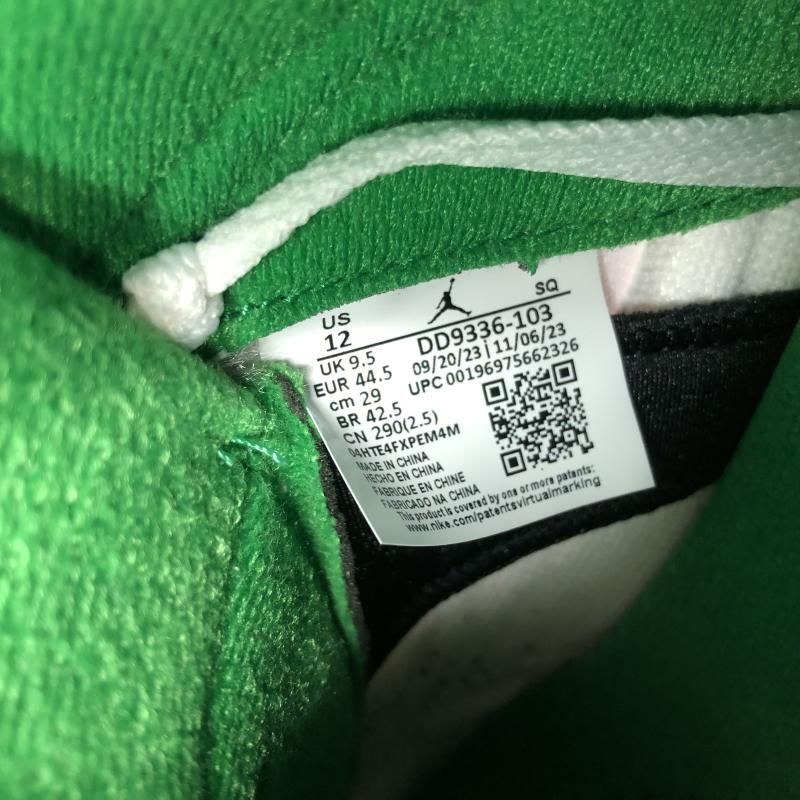 US
SQ
12
DD9336-103
UK 9.5
09/20/23 | 11/06/23
EUR 44.5
UPC 00196975662326
cm 29
BR 42.5
CN 290(2.5)
04HTE4FXPEM4M
MADE IN CHINA
HECHO EN CHINA
FABRIQUE EN CHINE
FABRICADO NA CHINA
This product is covered by one or more patents:
www.nike.com/patentsvirtualmarking